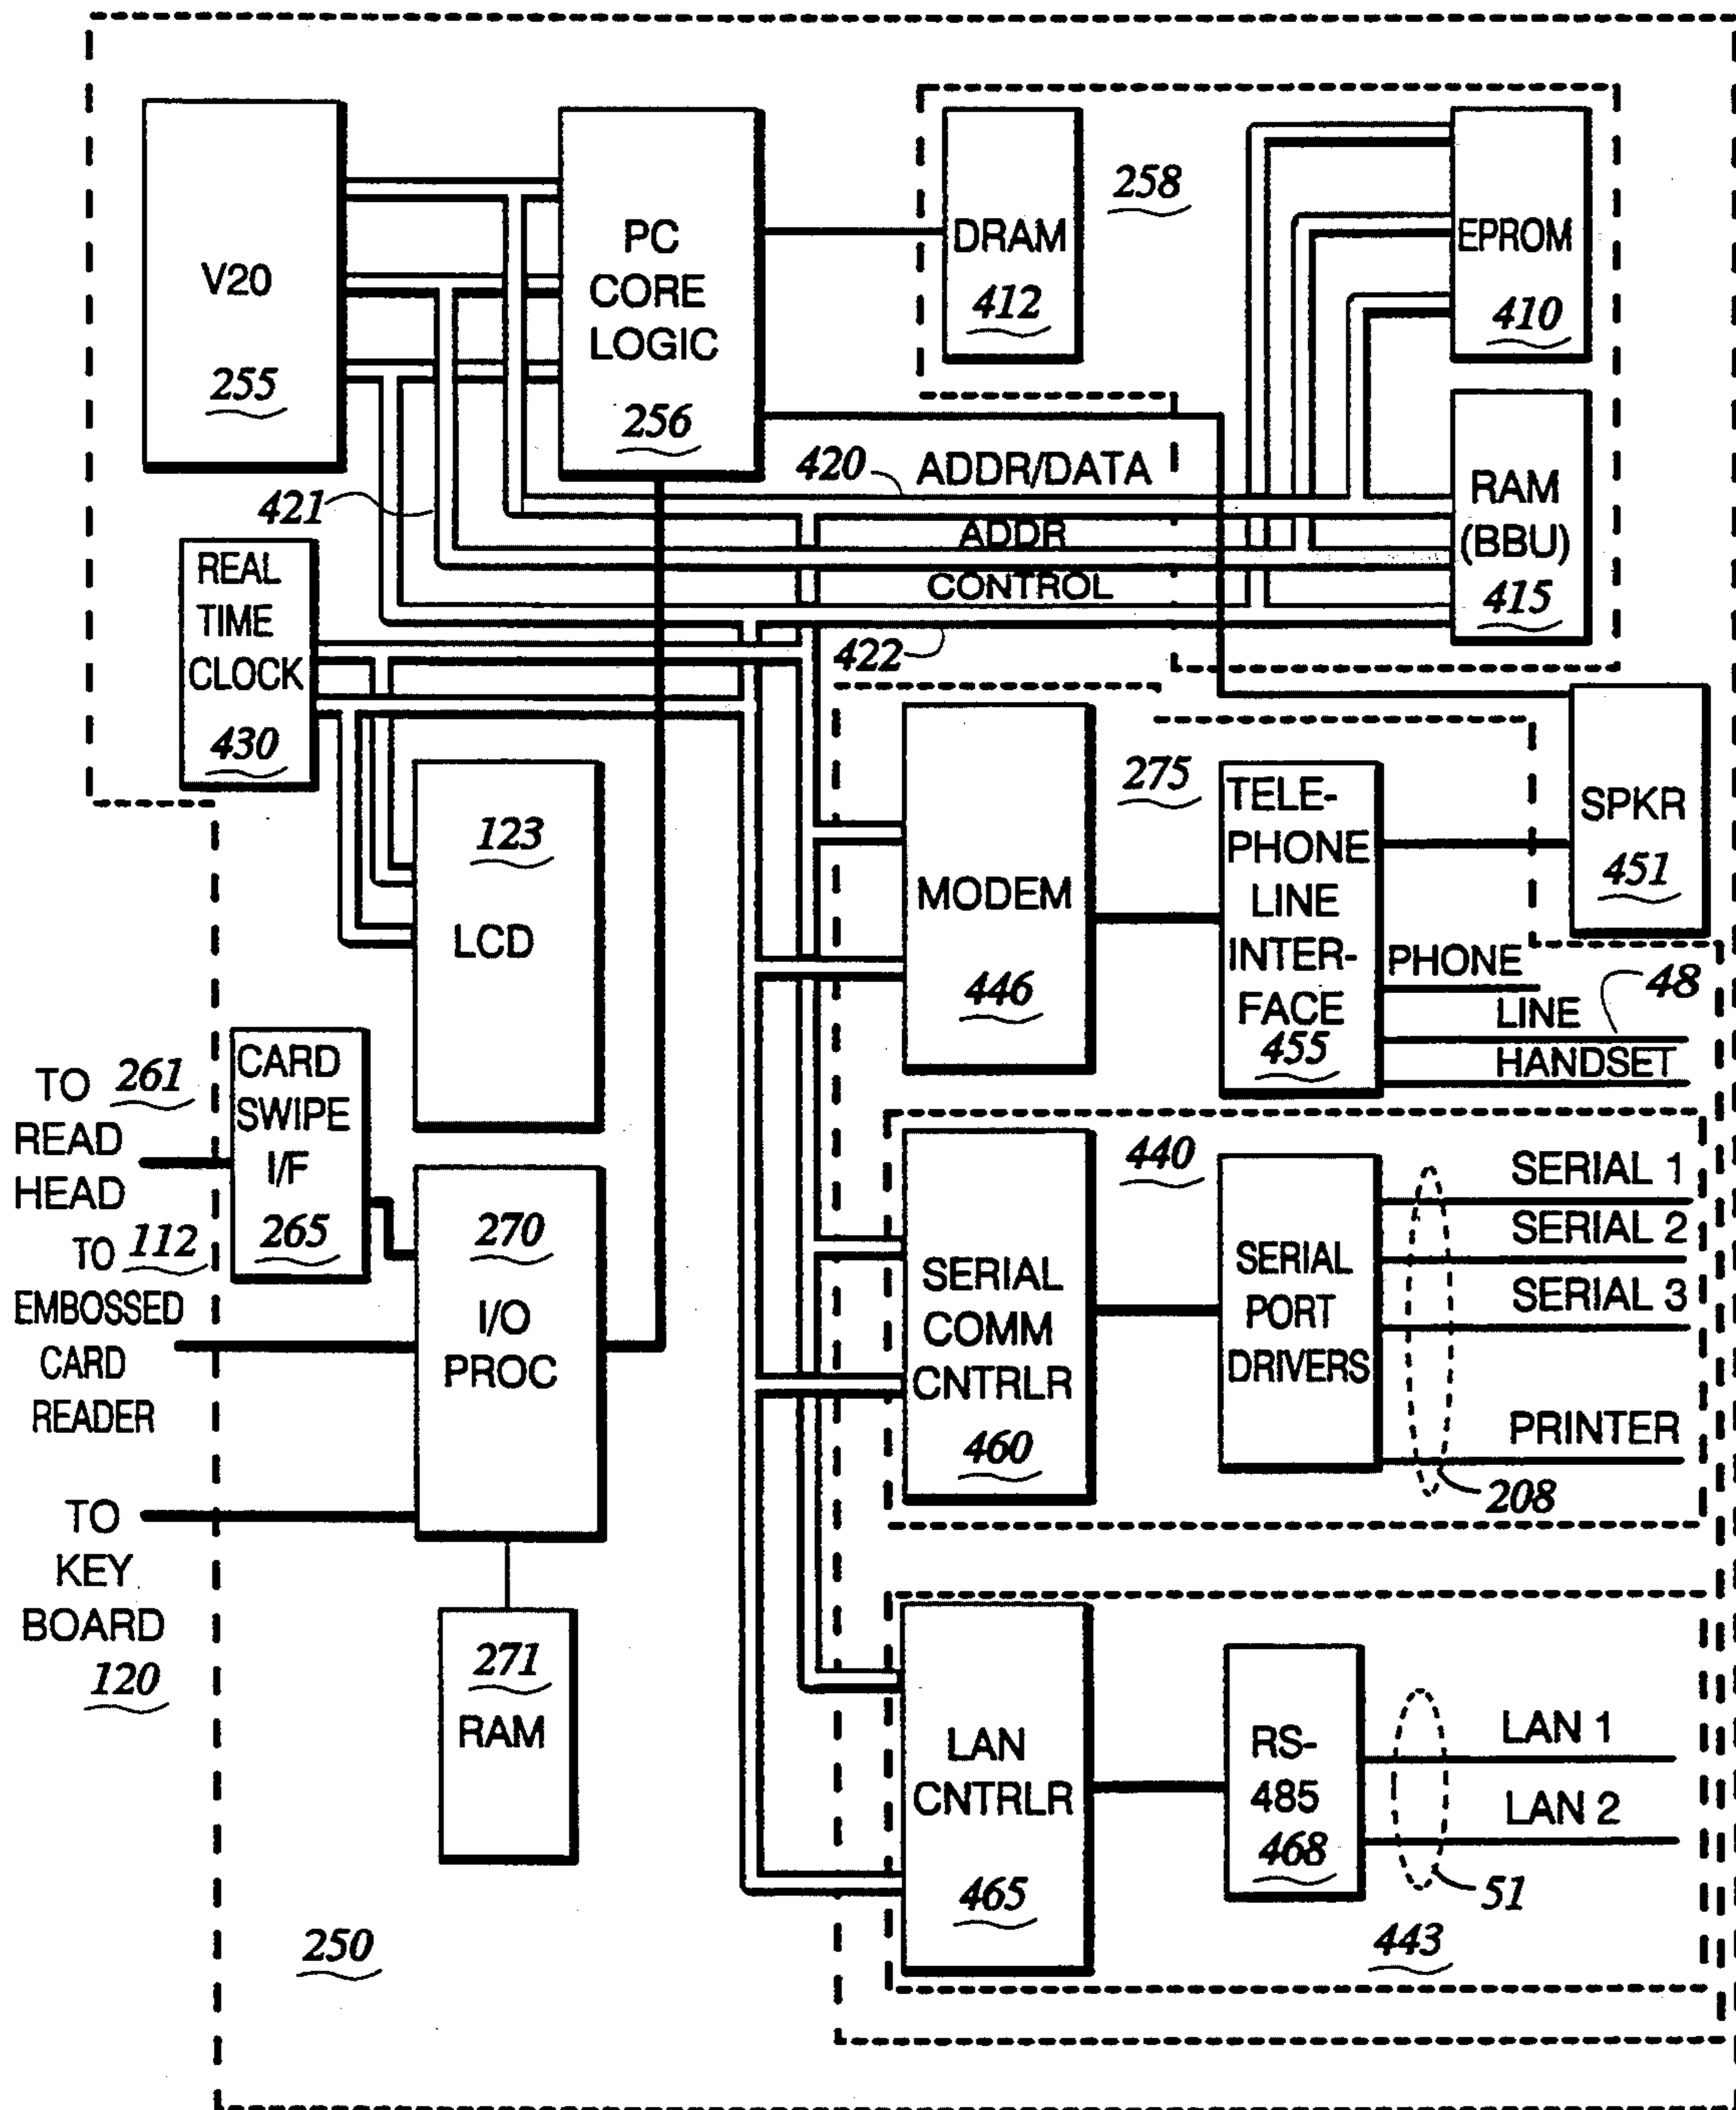 V20
255
PC
CORE
LOGIC
256
258
DRAM
412
EPROM
410
420
ADDR/DATA
421
ADDR
CONTROL
422
RAM
(BBU)
415
REAL
TIME
CLOCK
430
123
LCD
MODEM
446
275
TELE-
PHONE
LINE
INTER-
FACE
455
SPKR
451
PHONE
LINE
48
HANDSET
TO 261
READ
HEAD
CARD
SWIPE
I/F
265
TO 112
EMBOSSED
CARD
READER
270
I/O
PROC
TO
KEY
BOARD
120
271
RAM
250
440
SERIAL
COMM
CNTRLR
460
SERIAL
PORT
DRIVERS
SERIAL 1
SERIAL 2
SERIAL 3
PRINTER
208
LAN
CNTRLR
465
RS-
485
468
LAN 1
LAN 2
51
443